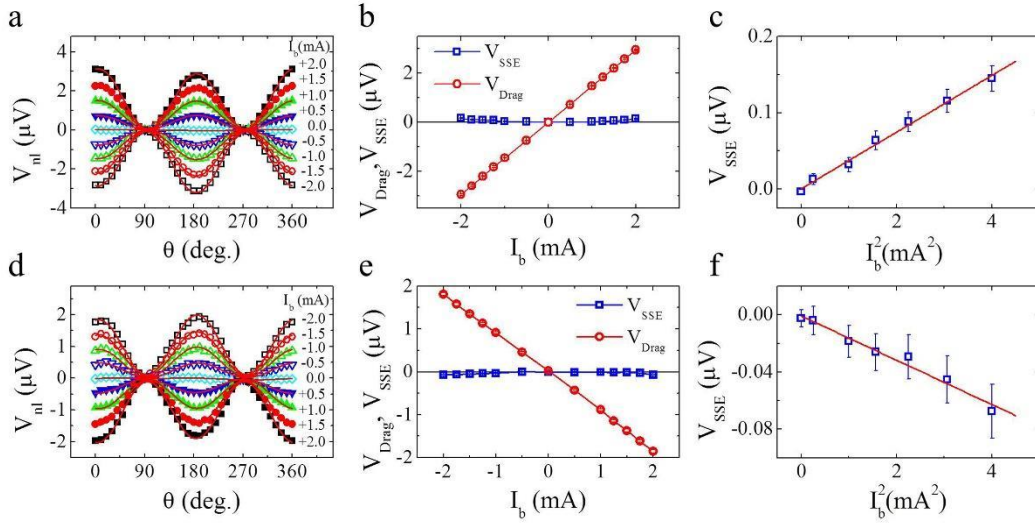 a
b
c
V_nl (μV)
4
2
0
-2
-4
0 90 180 270 360
θ (deg.)
I_b(mA)
+2.0
+1.5
+1.0
+0.5
0.0
-0.5
-1.0
-1.5
-2.0
V_Drag, V_SSE (μV)
2
0
-2
-2 0 2
I_b (mA)
V_SSE
V_Drag
V_SSE (μV)
0.2
0.1
0.0
0 2 4
I_b^2(mA^2)
d
e
f
V_nl (μV)
2
1
0
-1
-2
0 90 180 270 360
θ (deg.)
I_b (mA)
-2.0
-1.5
-1.0
-0.5
0.0
+0.5
+1.0
+1.5
+2.0
V_Drag, V_SSE (μV)
2
1
0
-1
-2
-2 -1 0 1 2
I_b (mA)
V_SSE
V_Drag
V_SSE (μV)
0.00
-0.04
-0.08
0 2 4
I_b^2(mA^2)